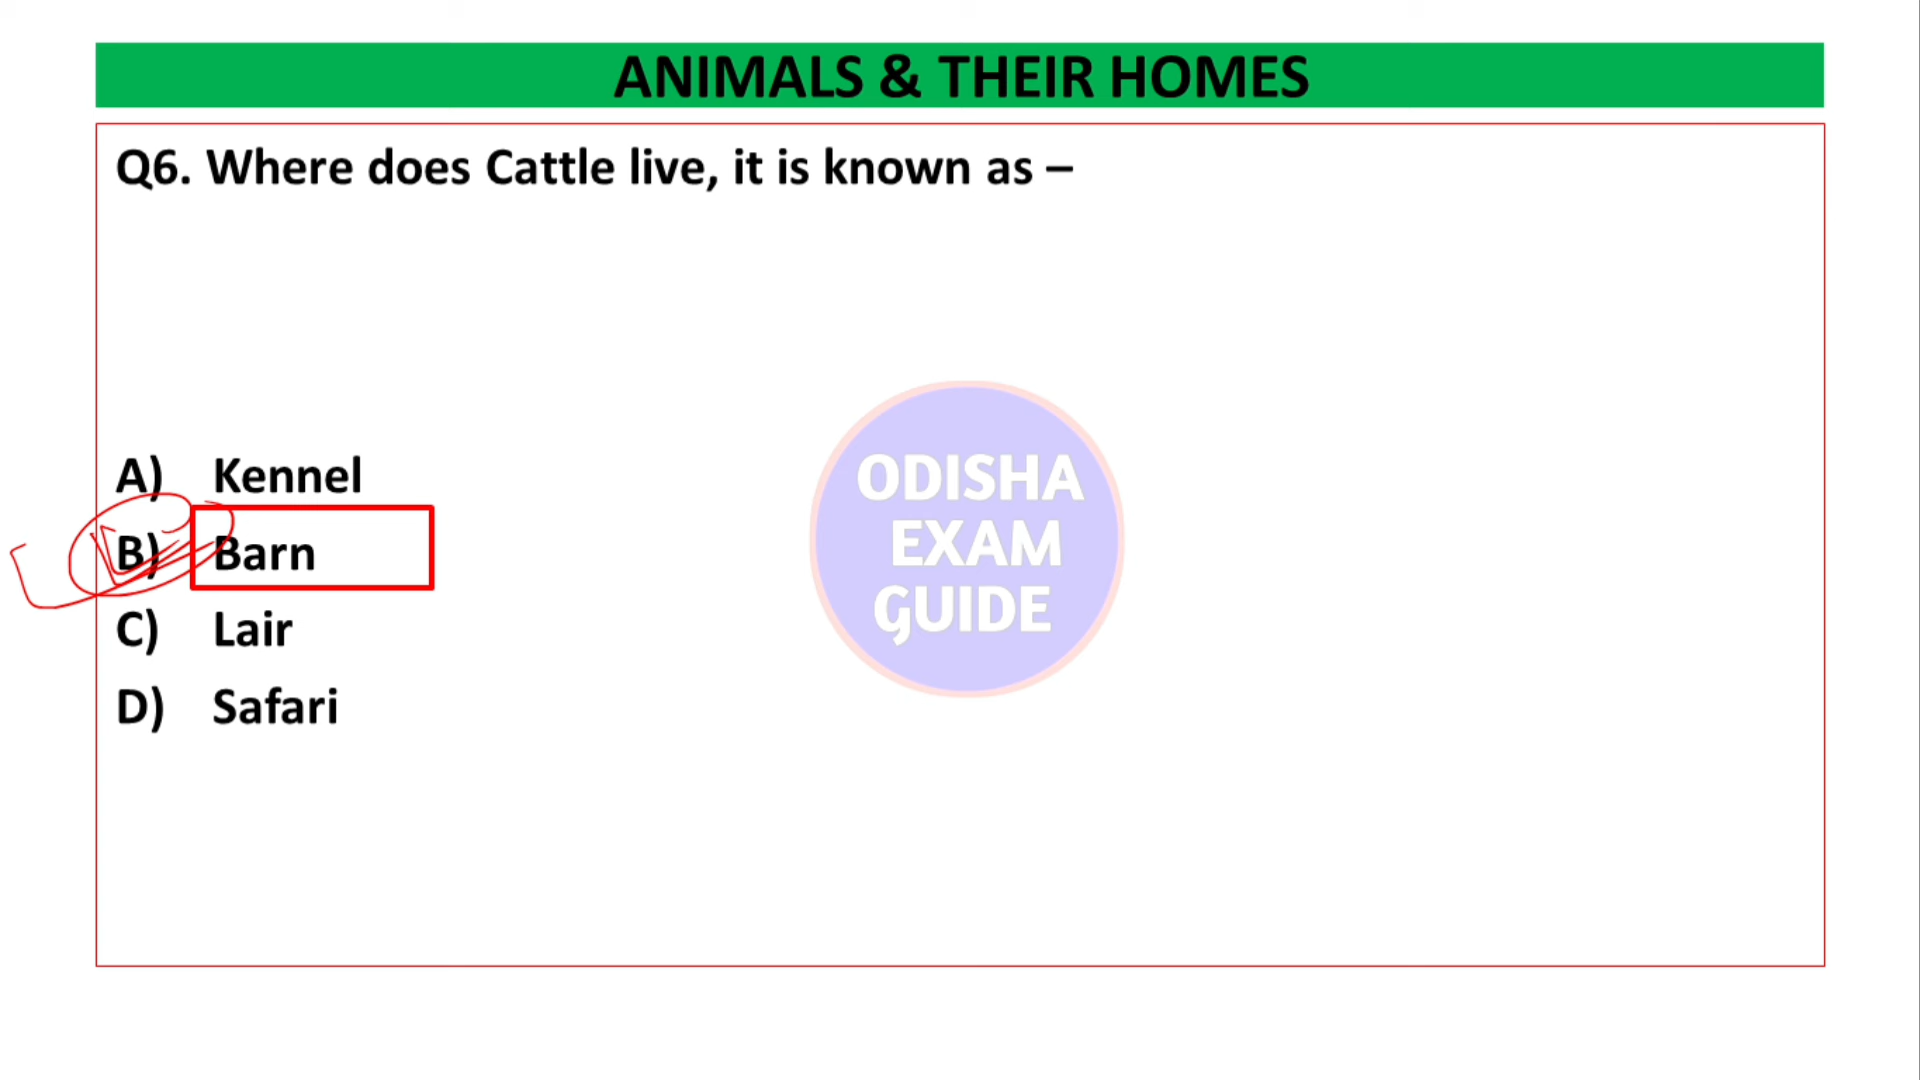 ANIMALS & THEIR HOMES
Q6. Where does Cattle live, it is known as –
A) Kennel
B) Barn
C) Lair
D) Safari
ODISHA
EXAM
GUIDE